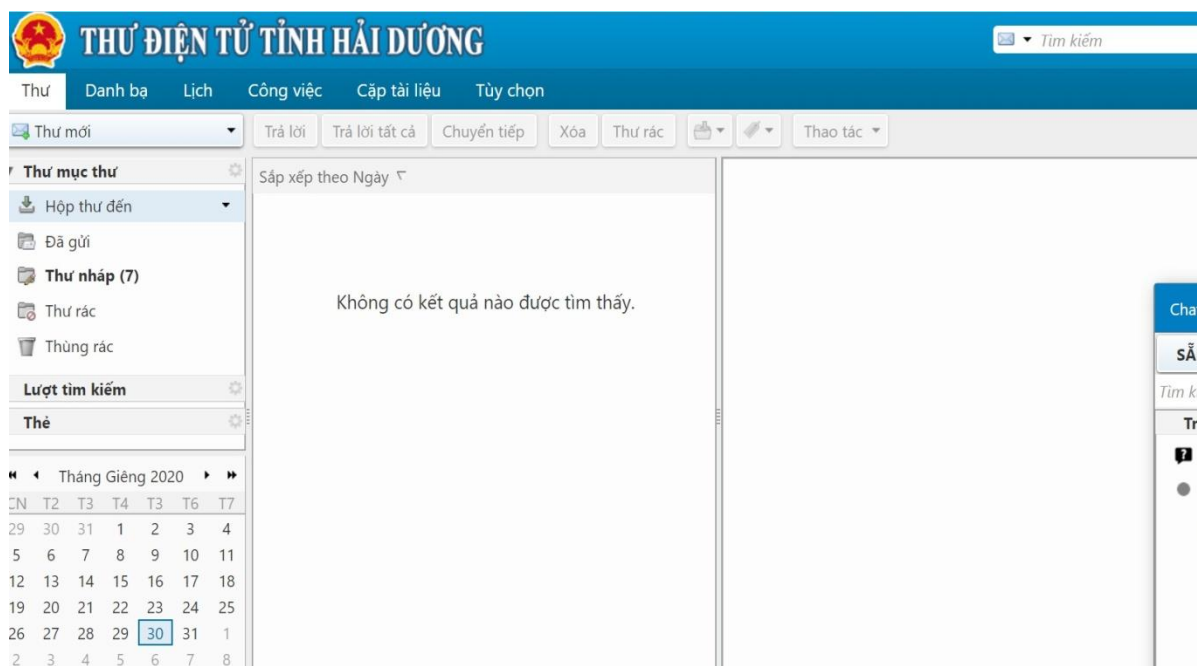 THƯ ĐIỆN TỬ TỈNH HẢI DƯƠNG
Tìm kiếm
Thư Danh bạ Lịch Công việc Cặp tài liệu Tùy chọn
Thư mới
Trả lời Trả lời tất cả Chuyển tiếp Xóa Thư rác Thao tác
Thư mục thư
Hộp thư đến
Đã gửi
Thư nháp (7)
Thư rác
Thùng rác
Lượt tìm kiếm
Thẻ
Sắp xếp theo Ngày
Không có kết quả nào được tìm thấy.
Tháng Giêng 2020
CN T2 T3 T4 T3 T6 T7
29 30 31 1 2 3 4
5 6 7 8 9 10 11
12 13 14 15 16 17 18
19 20 21 22 23 24 25
26 27 28 29 30 31 1
2 3 4 5 6 7 8